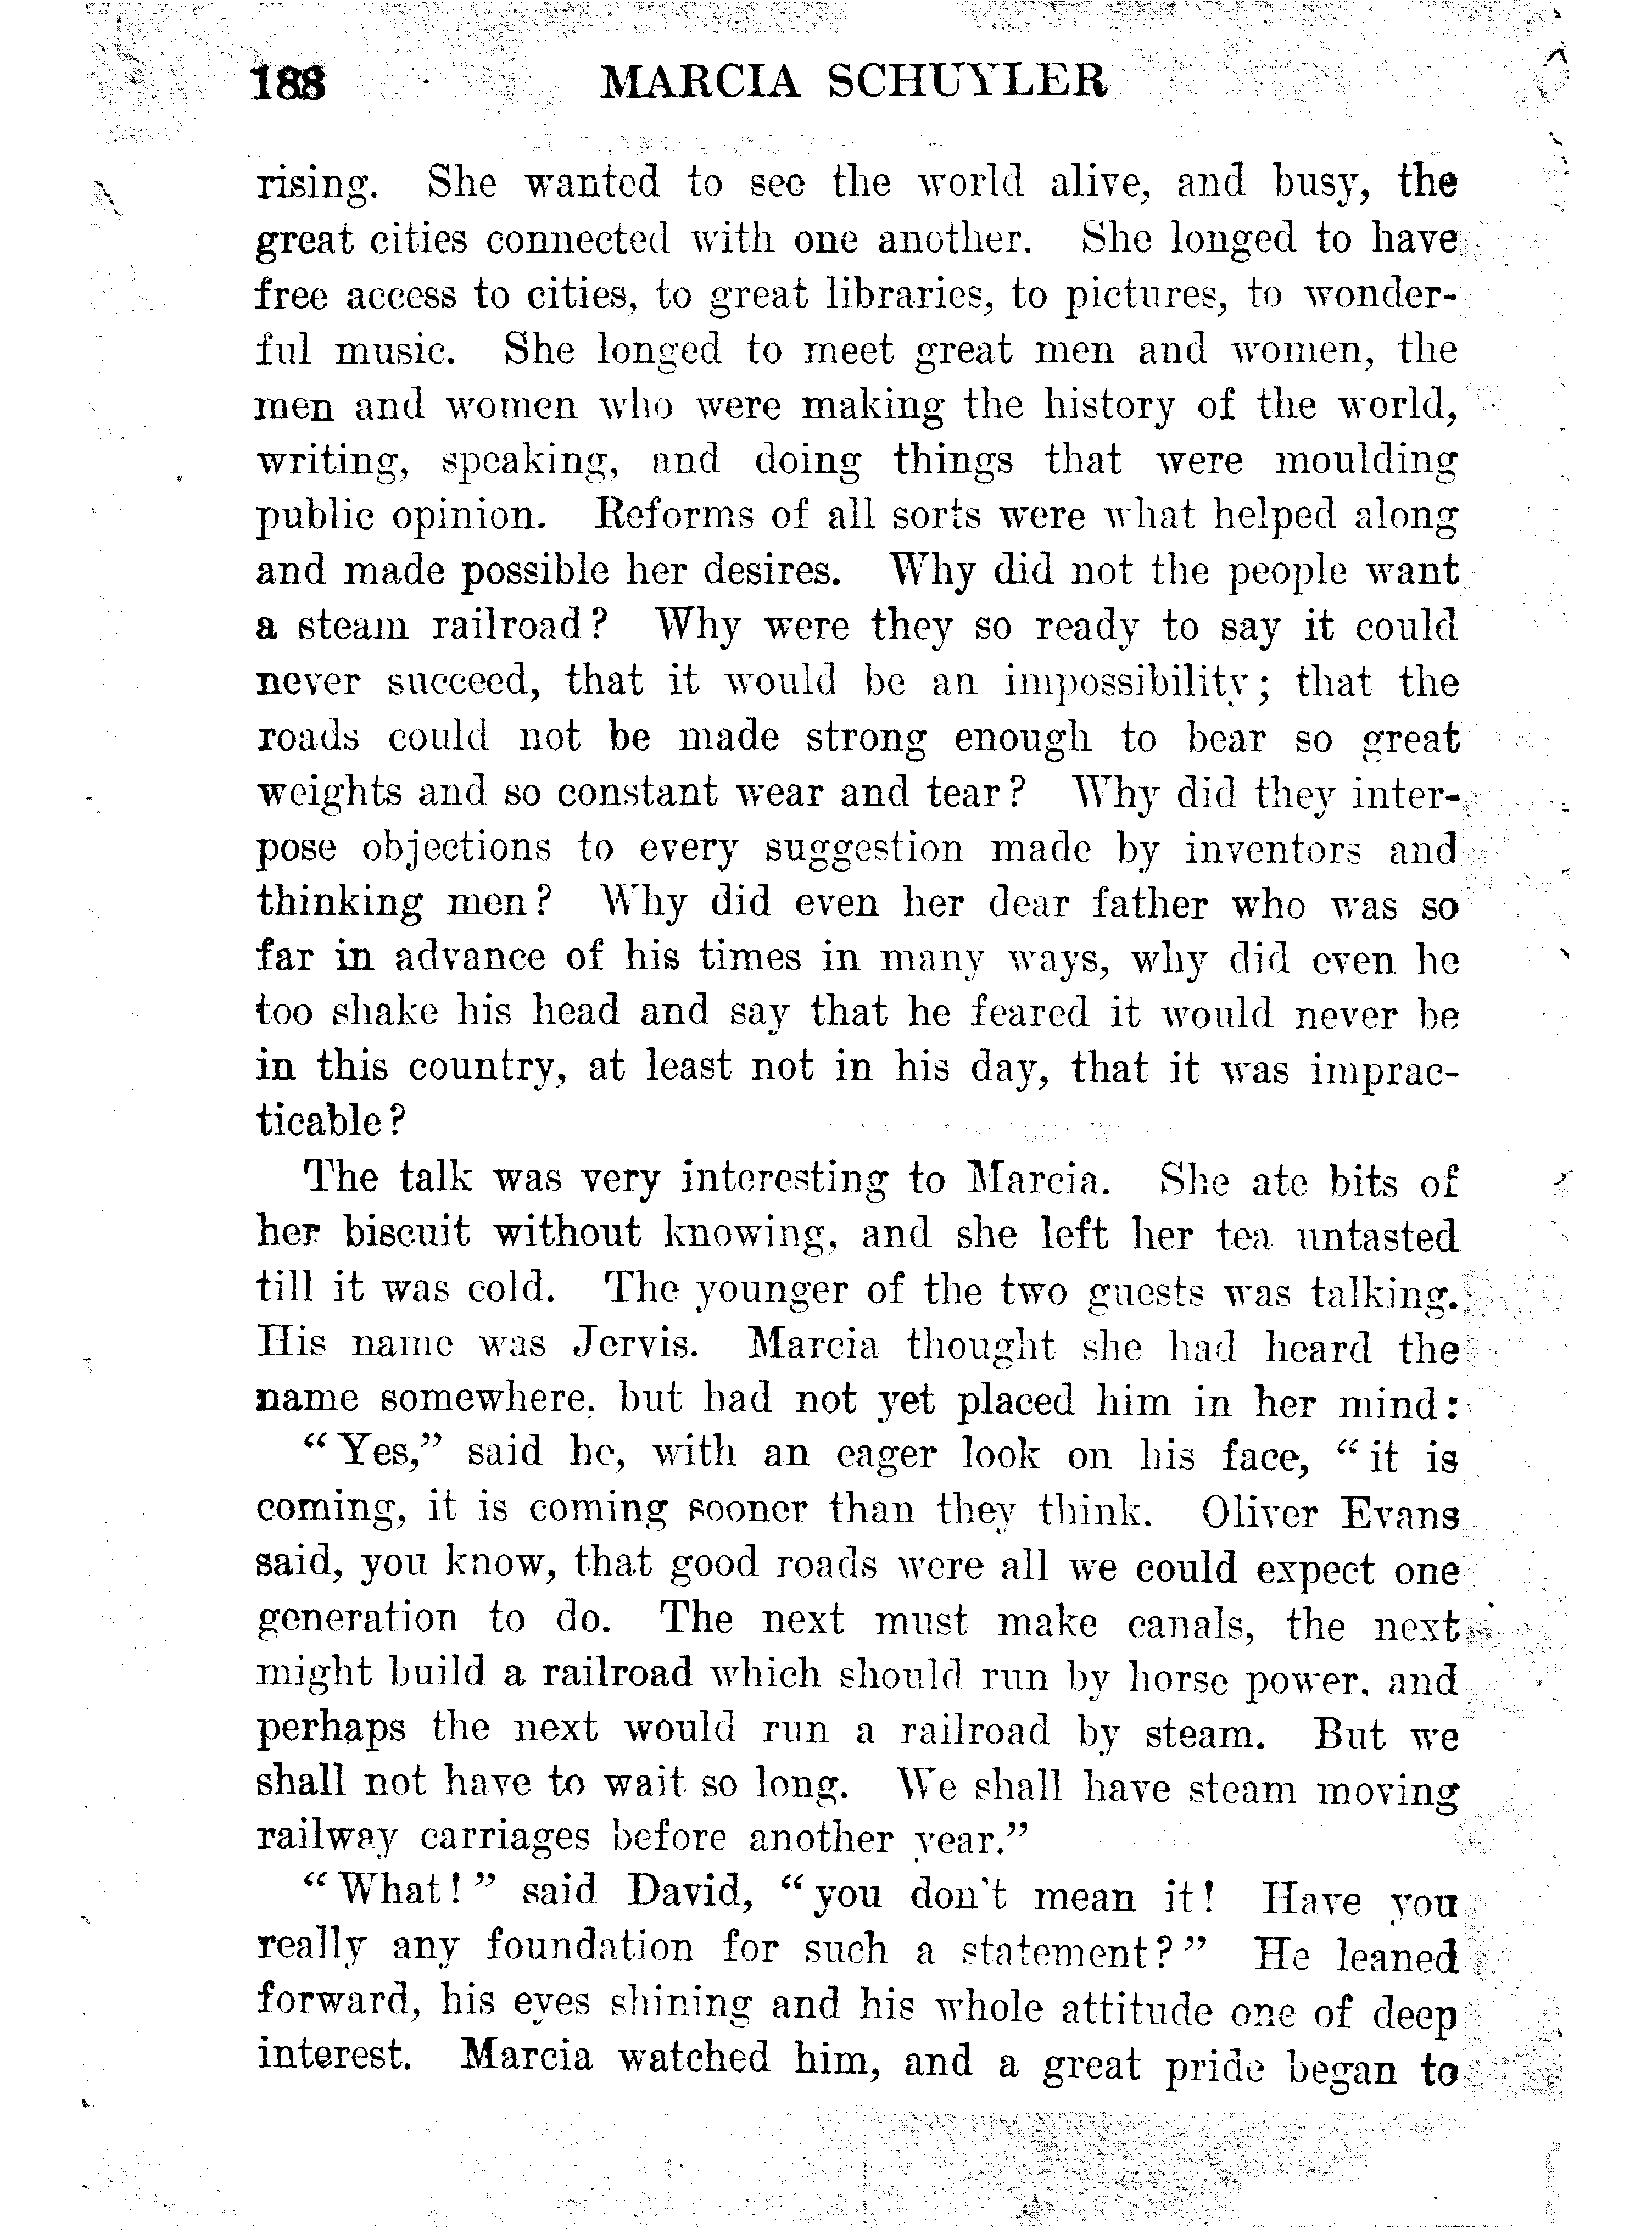 188 MARCIA SCHUYLER
rising. She wanted to see the world alive, and busy, the
great cities connected with one another. She longed to have
free access to cities, to great libraries, to pictures, to wonder-
ful music. She longed to meet great men and women, the
men and women who were making the history of the world,
writing, speaking, and doing things that were moulding
public opinion. Reforms of all sorts were what helped along
and made possible her desires. Why did not the people want
a steam railroad? Why were they so ready to say it could
never succeed, that it would be an impossibility; that the
roads could not be made strong enough to bear so great
weights and so constant wear and tear? Why did they inter-
pose objections to every suggestion made by inventors and
thinking men? Why did even her dear father who was so
far in advance of his times in many ways, why did even he
too shake his head and say that he feared it would never be
in this country, at least not in his day, that it was imprac-
ticable?
The talk was very interesting to Marcia. She ate bits of
her biscuit without knowing, and she left her tea untasted
till it was cold. The younger of the two guests was talking.
His name was Jervis. Marcia thought she had heard the
name somewhere, but had not yet placed him in her mind:
“Yes,” said he, with an eager look on his face, “it is
coming, it is coming sooner than they think. Oliver Evans
said, you know, that good roads were all we could expect one
generation to do. The next must make canals, the next
might build a railroad which should run by horse power, and
perhaps the next would run a railroad by steam. But we
shall not have to wait so long. We shall have steam moving
railway carriages before another year.”
“What!” said David, “you don't mean it! Have you
really any foundation for such a statement?” He leaned
forward, his eyes shining and his whole attitude one of deep
interest. Marcia watched him, and a great pride began to